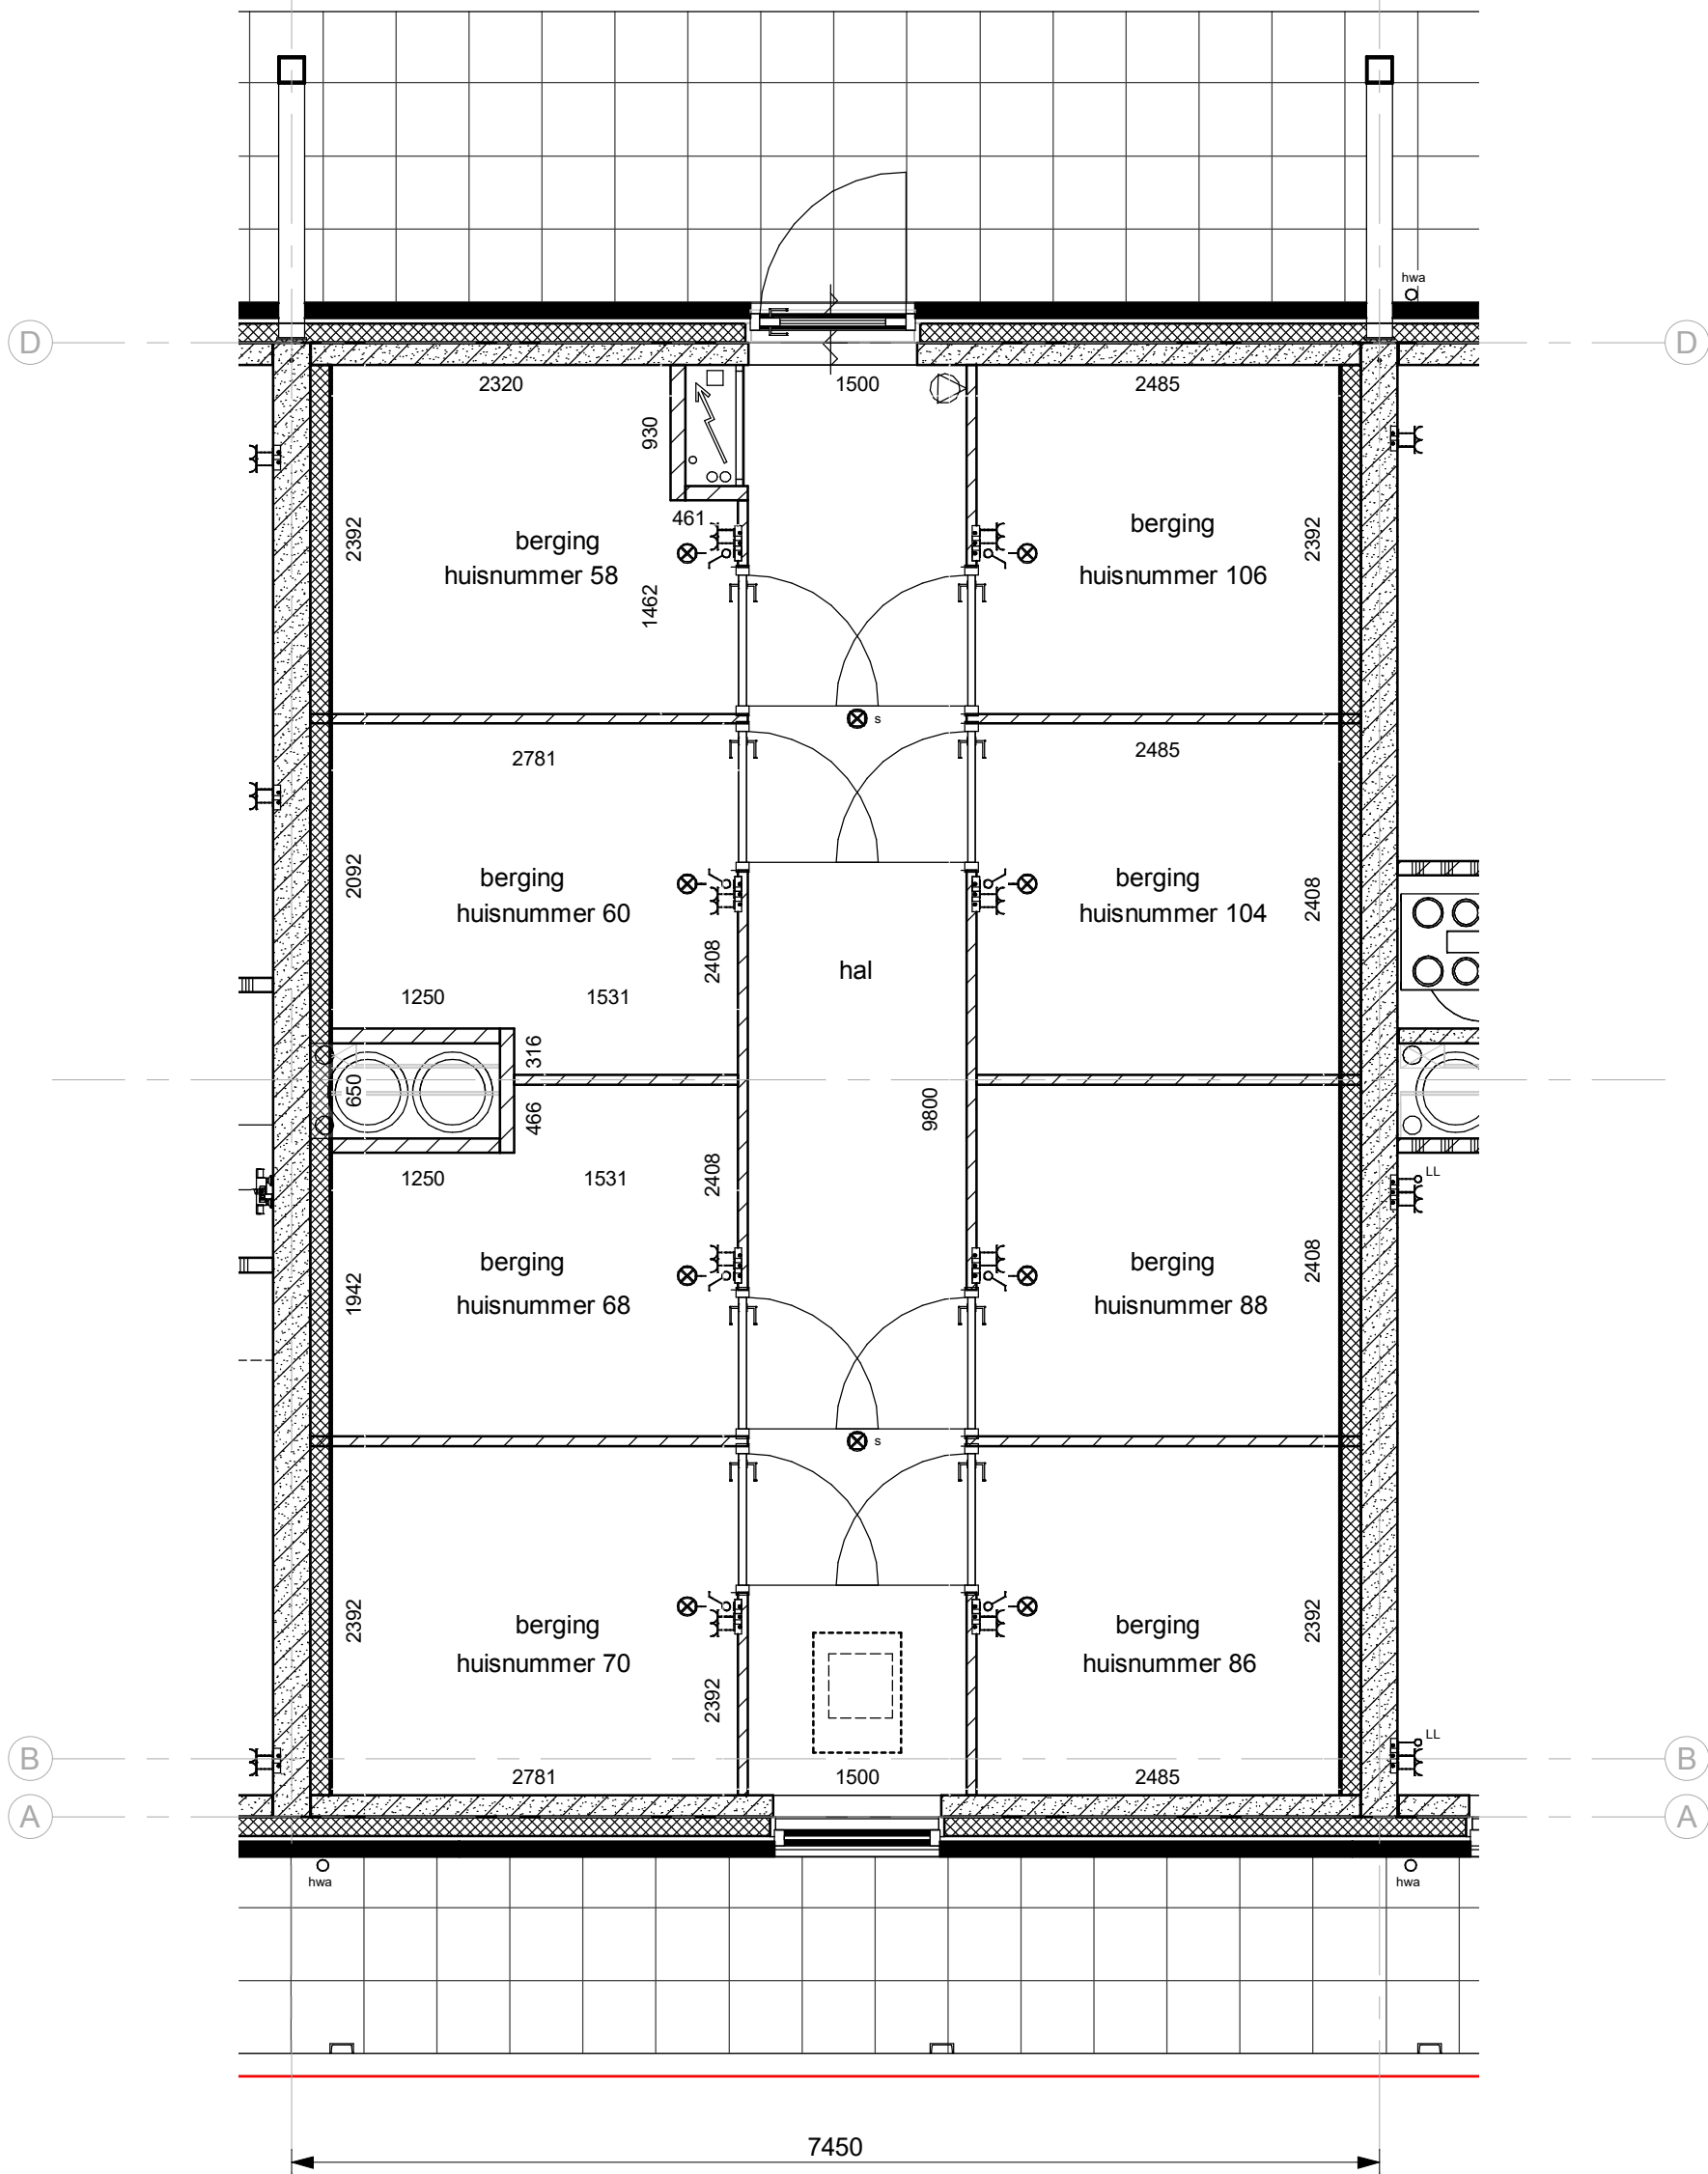 hwa
D
D
2320
1500
2485
930
461
2392
berging
huisnummer 58
berging
huisnummer 106
2392
1462
s
2781
2485
2092
berging
huisnummer 60
2408
hal
berging
huisnummer 104
2408
1250
1531
316
650
466
9800
1250
1531
2408
LL
1942
berging
huisnummer 68
berging
huisnummer 88
2408
s
2392
berging
huisnummer 70
2392
berging
huisnummer 86
2392
LL
B
B
2781
1500
2485
A
A
hwa
hwa
7450